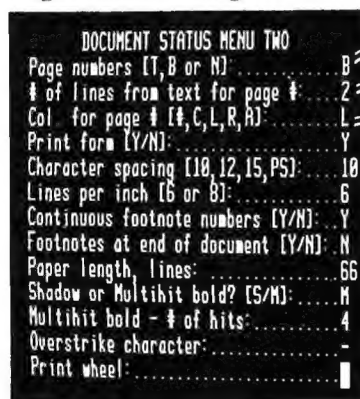 DOCUMENT STATUS MENU TWO
Page numbers [T,B or N]:..............B
# of lines from text for page #:......2
Col. for page # [#,C,L,R,A]:..........L
Print form [Y/N]:.....................Y
Character spacing [10,12,15,PS]:.....10
Lines per inch [6 or 8]:..............6
Continuous footnote numbers [Y/N]:..Y
Footnotes at end of document [Y/N]:..N
Paper length, lines:.................66
Shadow or Multihit bold? [S/M]:.......M
Multihit bold - # of hits:............4
Overstrike character:.................-
Print wheel:..........................